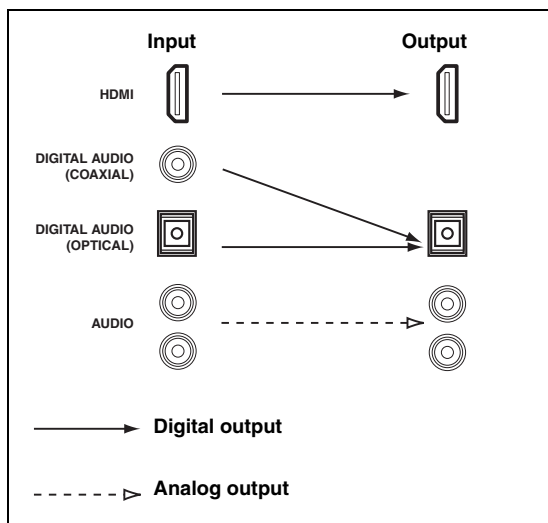 Input Output
HDMI
DIGITAL AUDIO
(COAXIAL)
DIGITAL AUDIO
(OPTICAL)
AUDIO
Digital output
Analog output